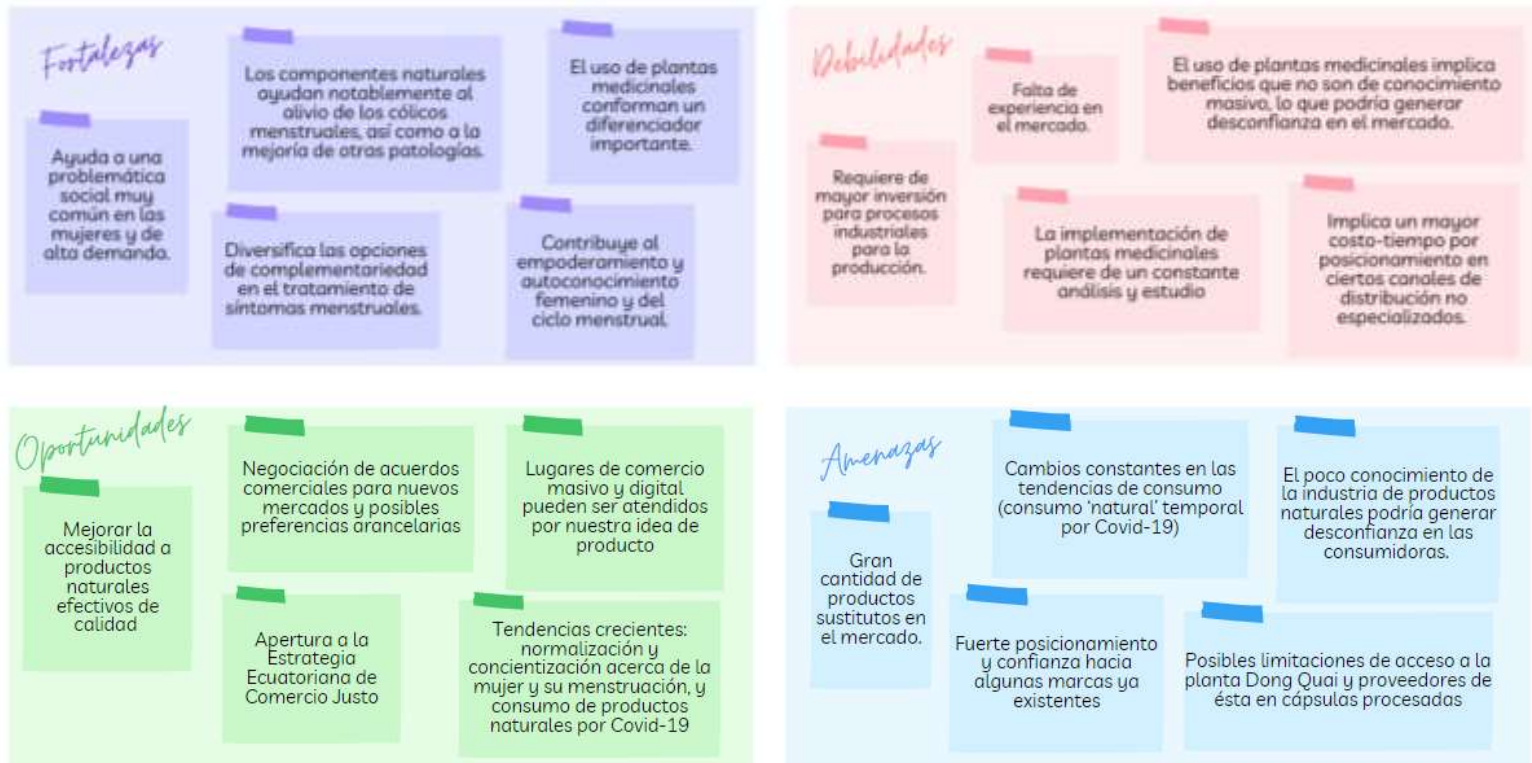 Fortalezas
Ayuda a una
problemática
social muy
común en las
mujeres y de
alta demanda.
Los componentes naturales
ayudan notablemente al
alivio de los cólicos
menstruales, así como a la
mejoría de otras patologías.
El uso de plantas
medicinales
conforman un
diferenciador
importante.
Diversifica las opciones
de complementariedad
en el tratamiento de
síntomas menstruales.
Contribuye al
empoderamiento y
autoconocimiento
femenino y del
ciclo menstrual.
Debilidades
Requiere de
mayor inversión
para procesos
industriales
para la
producción.
Falta de
experiencia en
el mercado.
El uso de plantas medicinales implica
beneficios que no son de conocimiento
masivo, lo que podría generar
desconfianza en el mercado.
La implementación de
plantas medicinales
requiere de un constante
análisis y estudio
Implica un mayor
costo-tiempo por
posicionamiento en
ciertos canales de
distribución no
especializados.
Oportunidades
Mejorar la
accesibilidad a
productos
naturales
efectivos de
calidad
Negociación de acuerdos
comerciales para nuevos
mercados y posibles
preferencias arancelarias
Lugares de comercio
masivo y digital
pueden ser atendidos
por nuestra idea de
producto
Apertura a la
Estrategia
Ecuatoriana de
Comercio Justo
Tendencias crecientes:
normalización y
concientización acerca de la
mujer y su menstruación, y
consumo de productos
naturales por Covid-19
Amenazas
Gran
cantidad de
productos
sustitutos en
el mercado.
Cambios constantes en las
tendencias de consumo
(consumo 'natural' temporal
por Covid-19)
El poco conocimiento de
la industria de productos
naturales podría generar
desconfianza en las
consumidoras.
Fuerte posicionamiento
y confianza hacia
algunas marcas ya
existentes
Posibles limitaciones de acceso a la
planta Dong Quai y proveedores de
ésta en cápsulas procesadas